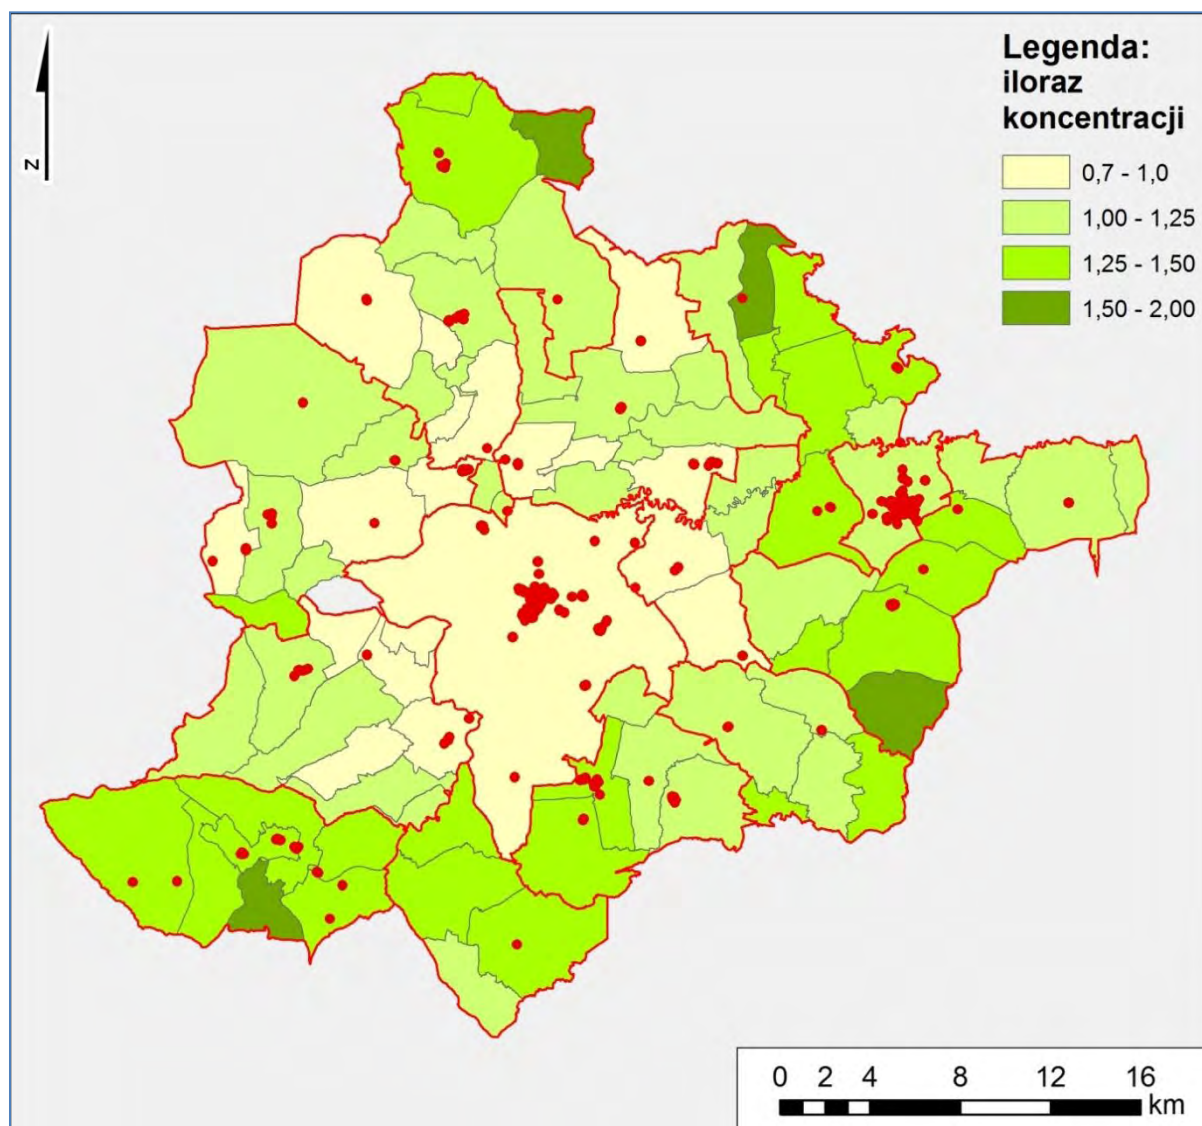 Legenda:
iloraz
koncentracji
0,7 - 1,0
1,00 - 1,25
1,25 - 1,50
1,50 - 2,00
N
0 2 4 8 12 16
km